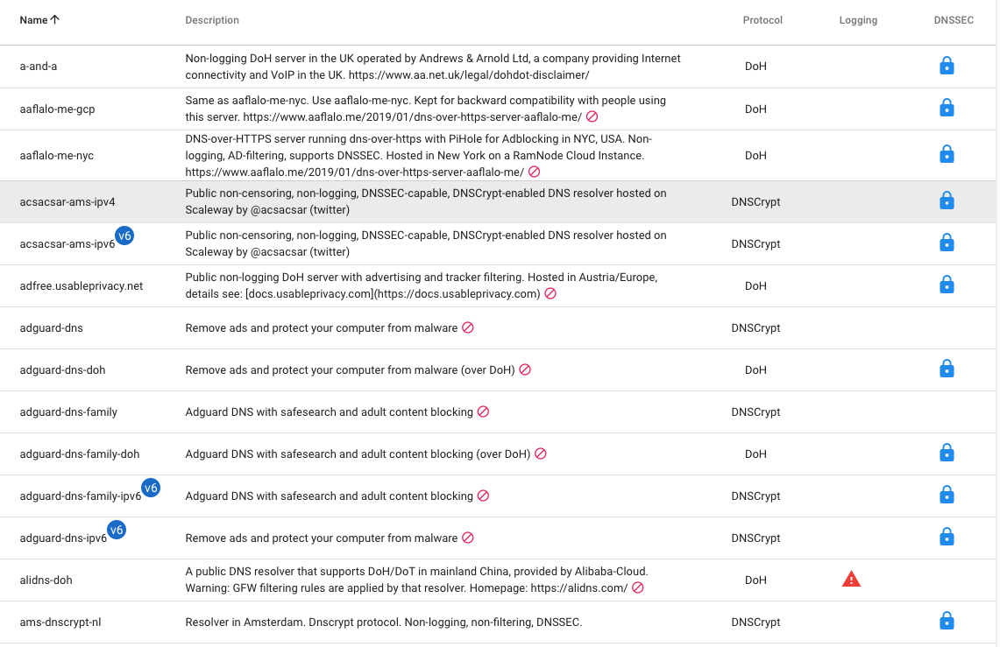 Name Description Protocol Logging DNSSEC
Non-logging DoH server in the UK operated by Andrews & Arnold Ltd, a company providing Internet
a-and-a DoH
connectivity and VoIP in the UK. https://www.aa.net.uk/legal/dohdot-disclaimer/
Same as aaflalo-me-nyc. Use aaflalo-me-nyc. Kept for backward compatibility with people using
aaflalo-me-gcp DoH
this server. https://www.aaflalo.me/2019/01/dns-over-https-server-aaflalo-me/
DNS-over-HTTPS server running dns-over-https with PiHole for Adblocking in NYC, USA. Non-
aaflalo-me-nyc logging, AD-filtering, supports DNSSEC. Hosted in New York on a RamNode Cloud Instance. DoH
https://www.aaflalo.me/2019/01/dns-over-https-server-aaflalo-me/
Public non-censoring, non-logging, DNSSEC-capable, DNSCrypt-enabled DNS resolver hosted on
acsacsar-ams-ipv4 DNSCrypt
Scaleway by @acsacsar (twitter)
Public non-censoring, non-logging, DNSSEC-capable, DNSCrypt-enabled DNS resolver hosted on
acsacsar-ams-ipv6 v6 DNSCrypt
Scaleway by @acsacsar (twitter)
Public non-logging DoH server with advertising and tracker filtering. Hosted in Austria/Europe,
adfree.usableprivacy.net DoH
details see: [docs.usableprivacy.com](https://docs.usableprivacy.com)
adguard-dns Remove ads and protect your computer from malware DNSCrypt
adguard-dns-doh Remove ads and protect your computer from malware (over DoH) DoH
adguard-dns-family Adguard DNS with safesearch and adult content blocking DNSCrypt
adguard-dns-family-doh Adguard DNS with safesearch and adult content blocking (over DoH) DoH
adguard-dns-family-ipv6 v6 Adguard DNS with safesearch and adult content blocking DNSCrypt
adguard-dns-ipv6 v6 Remove ads and protect your computer from malware DNSCrypt
A public DNS resolver that supports DoH/DoT in mainland China, provided by Alibaba-Cloud.
alidns-doh DoH
Warning: GFW filtering rules are applied by that resolver. Homepage: https://alidns.com/
ams-dnscrypt-nl Resolver in Amsterdam. Dnscrypt protocol. Non-logging, non-filtering, DNSSEC. DNSCrypt